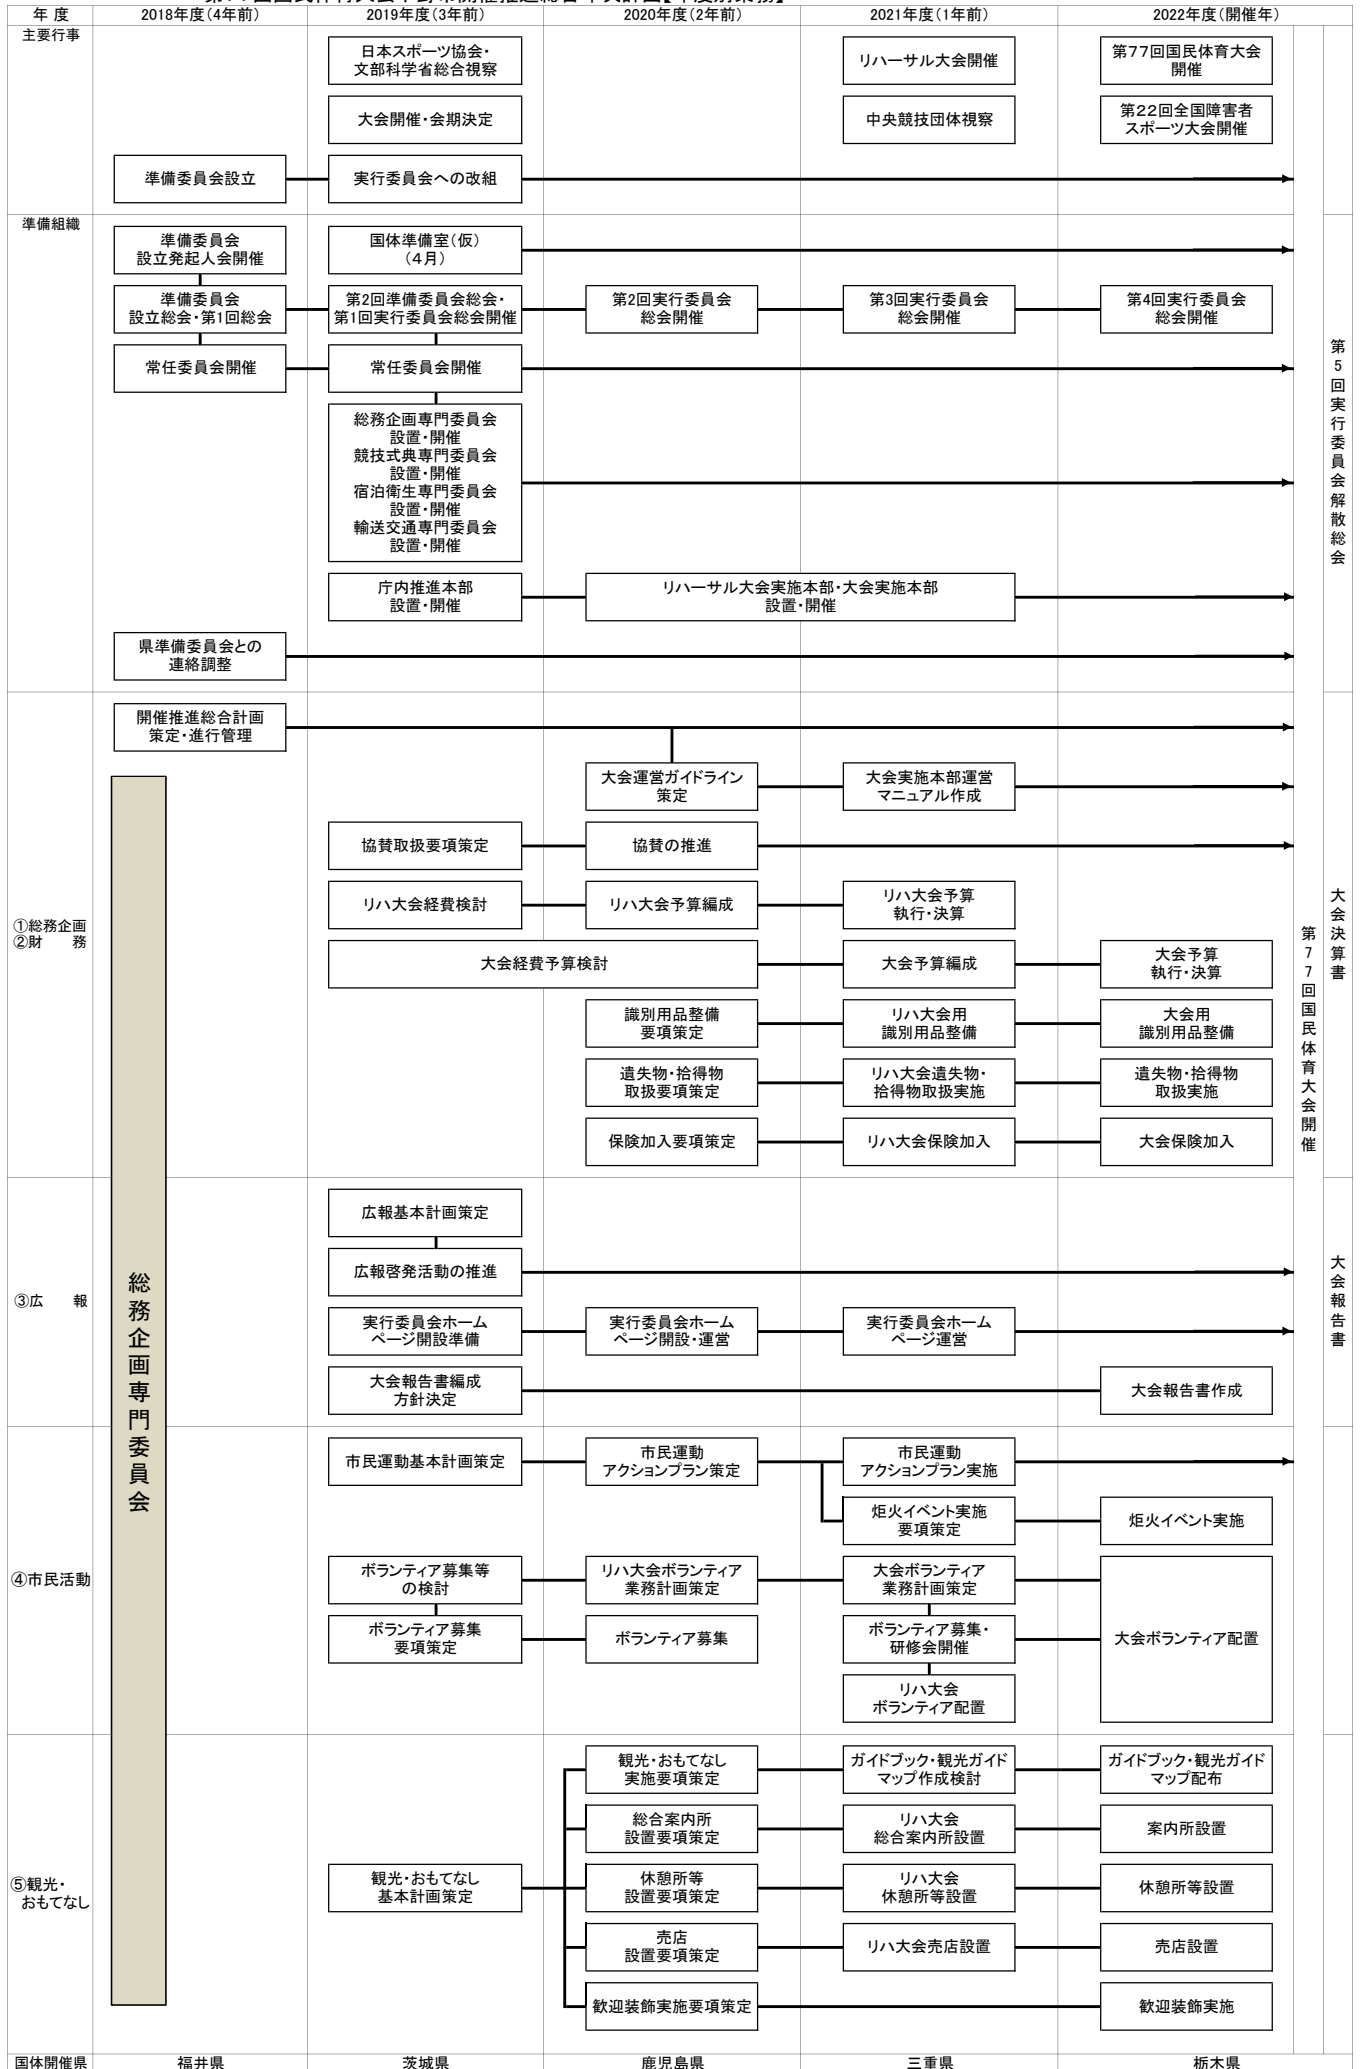 年 度
2018年度(4年前)
2019年度(3年前)
2020年度(2年前)
2021年度(1年前)
2022年度(開催年)
主要行事
日本スポーツ協会・
文部科学省総合視察
リハーサル大会開催
第77回国民体育大会
開催
大会開催・会期決定
中央競技団体視察
第22回全国障害者
スポーツ大会開催
準備委員会設立
実行委員会への改組
準備組織
準備委員会
設立発起人会開催
国体準備室(仮)
(4月)
準備委員会
設立総会・第1回総会
第2回準備委員会総会・
第1回実行委員会総会開催
第2回実行委員会
総会開催
第3回実行委員会
総会開催
第4回実行委員会
総会開催
常任委員会開催
常任委員会開催
総務企画専門委員会
設置・開催
競技式典専門委員会
設置・開催
宿泊衛生専門委員会
設置・開催
輸送交通専門委員会
設置・開催
庁内推進本部
設置・開催
リハーサル大会実施本部・大会実施本部
設置・開催
県準備委員会との
連絡調整
第5回実行委員会解散総会
①総務企画
②財　　務
開催推進総合計画
策定・進行管理
大会運営ガイドライン
策定
大会実施本部運営
マニュアル作成
協賛取扱要項策定
協賛の推進
リハ大会経費検討
リハ大会予算編成
リハ大会予算
執行・決算
大会経費予算検討
大会予算編成
大会予算
執行・決算
識別用品整備
要項策定
リハ大会用
識別用品整備
大会用
識別用品整備
遺失物・拾得物
取扱要項策定
リハ大会遺失物・
拾得物取扱実施
遺失物・拾得物
取扱実施
保険加入要項策定
リハ大会保険加入
大会保険加入
第77回国民体育大会開催
大会決算書
総務企画専門委員会
③広　　報
広報基本計画策定
広報啓発活動の推進
実行委員会ホーム
ページ開設準備
実行委員会ホーム
ページ開設・運営
実行委員会ホーム
ページ運営
大会報告書編成
方針決定
大会報告書作成
大会報告書
④市民活動
市民運動基本計画策定
市民運動
アクションプラン策定
市民運動
アクションプラン実施
炬火イベント実施
要項策定
炬火イベント実施
ボランティア募集等
の検討
リハ大会ボランティア
業務計画策定
大会ボランティア
業務計画策定
ボランティア募集
要項策定
ボランティア募集
ボランティア募集・
研修会開催
大会ボランティア配置
リハ大会
ボランティア配置
⑤観光・
おもてなし
観光・おもてなし
基本計画策定
観光・おもてなし
実施要項策定
ガイドブック・観光ガイド
マップ作成検討
ガイドブック・観光ガイド
マップ配布
総合案内所
設置要項策定
リハ大会
総合案内所設置
案内所設置
休憩所等
設置要項策定
リハ大会
休憩所等設置
休憩所等設置
売店
設置要項策定
リハ大会売店設置
売店設置
歓迎装飾実施要項策定
歓迎装飾実施
国体開催県
福井県
茨城県
鹿児島県
三重県
栃木県